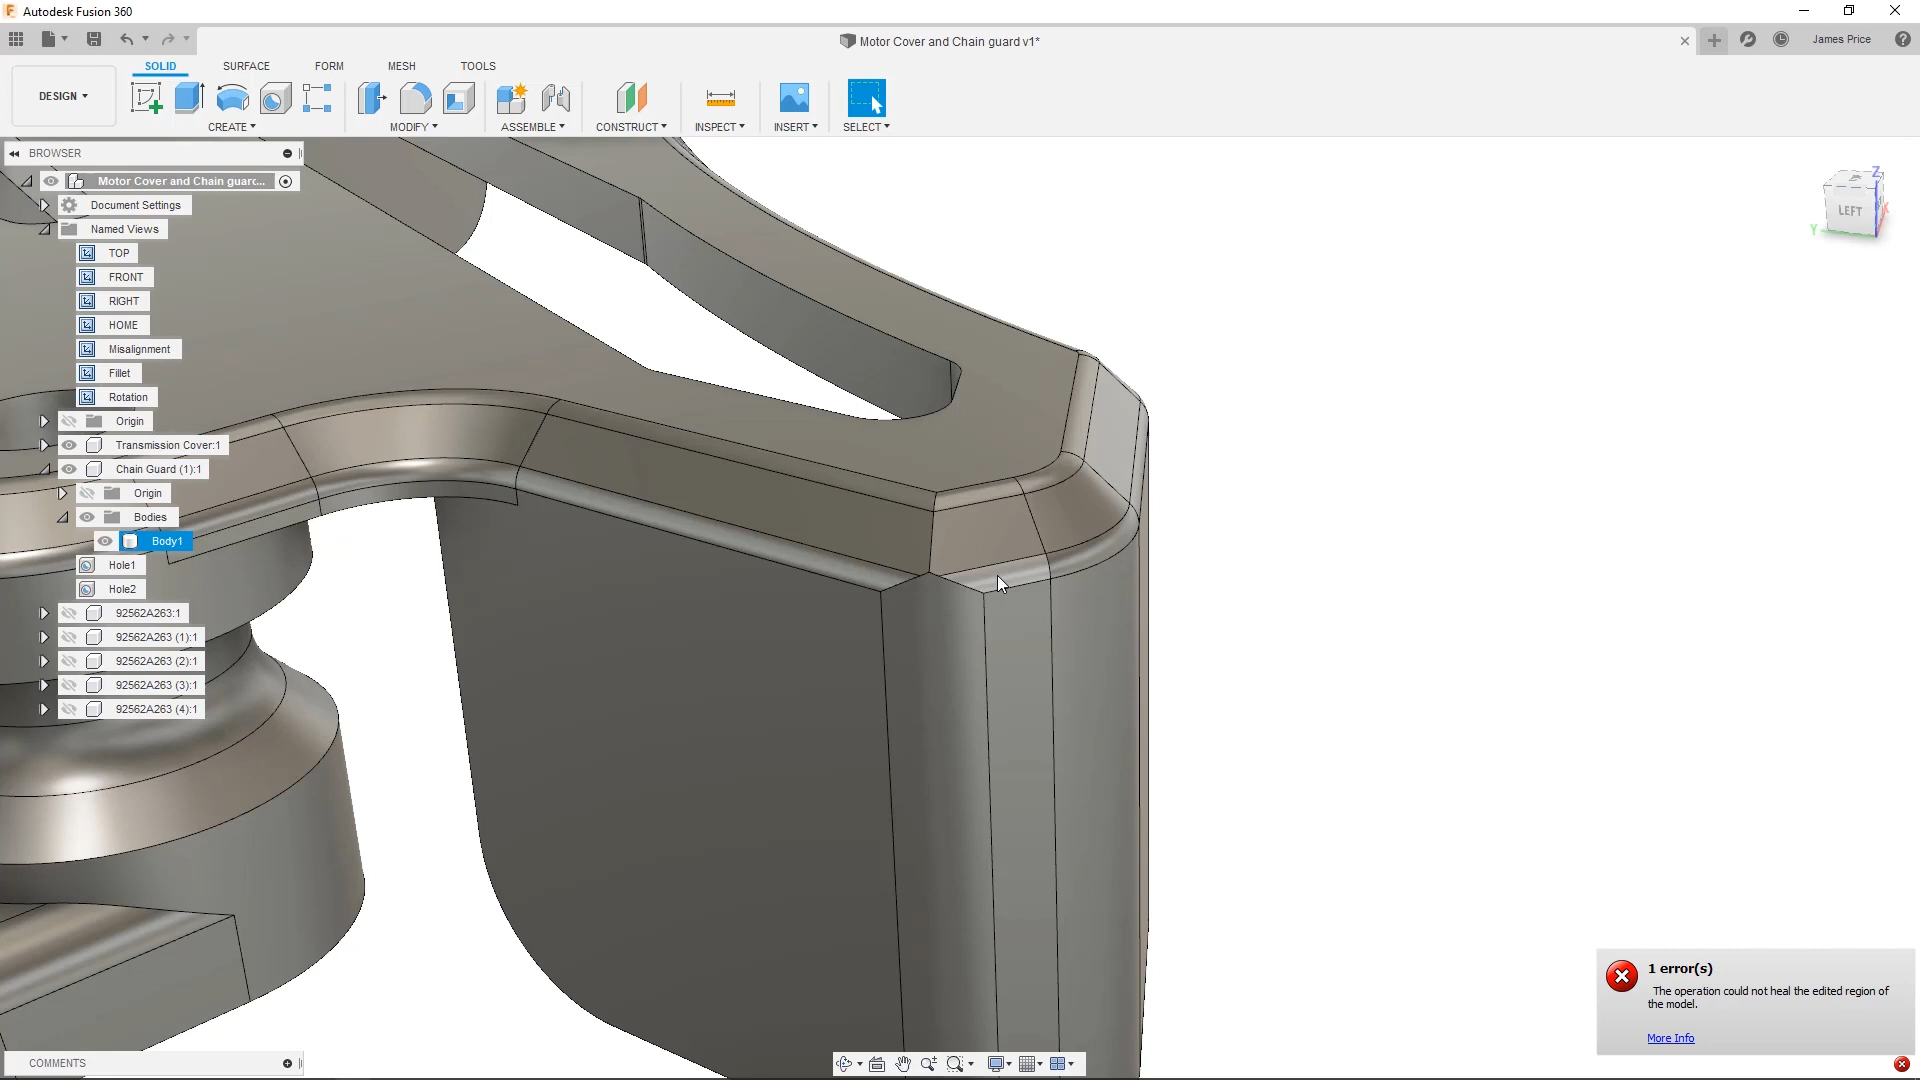 Autodesk Fusion 360
Motor Cover and Chain guard v1*
James Price
DESIGN
SOLID
SURFACE
FORM
MESH
TOOLS
CREATE
MODIFY
ASSEMBLE
CONSTRUCT
INSPECT
INSERT
SELECT
BROWSER
Motor Cover and Chain guarc...
Document Settings
Named Views
TOP
FRONT
RIGHT
HOME
Misalignment
Fillet
Rotation
Origin
Transmission Cover:1
Chain Guard (1):1
Origin
Bodies
Body1
Hole1
Hole2
92562A263:1
92562A263 (1):1
92562A263 (2):1
92562A263 (3):1
92562A263 (4):1
Z
LEFT
X
Y
1 error(s)
The operation could not heal the edited region of
the model.
More Info
COMMENTS